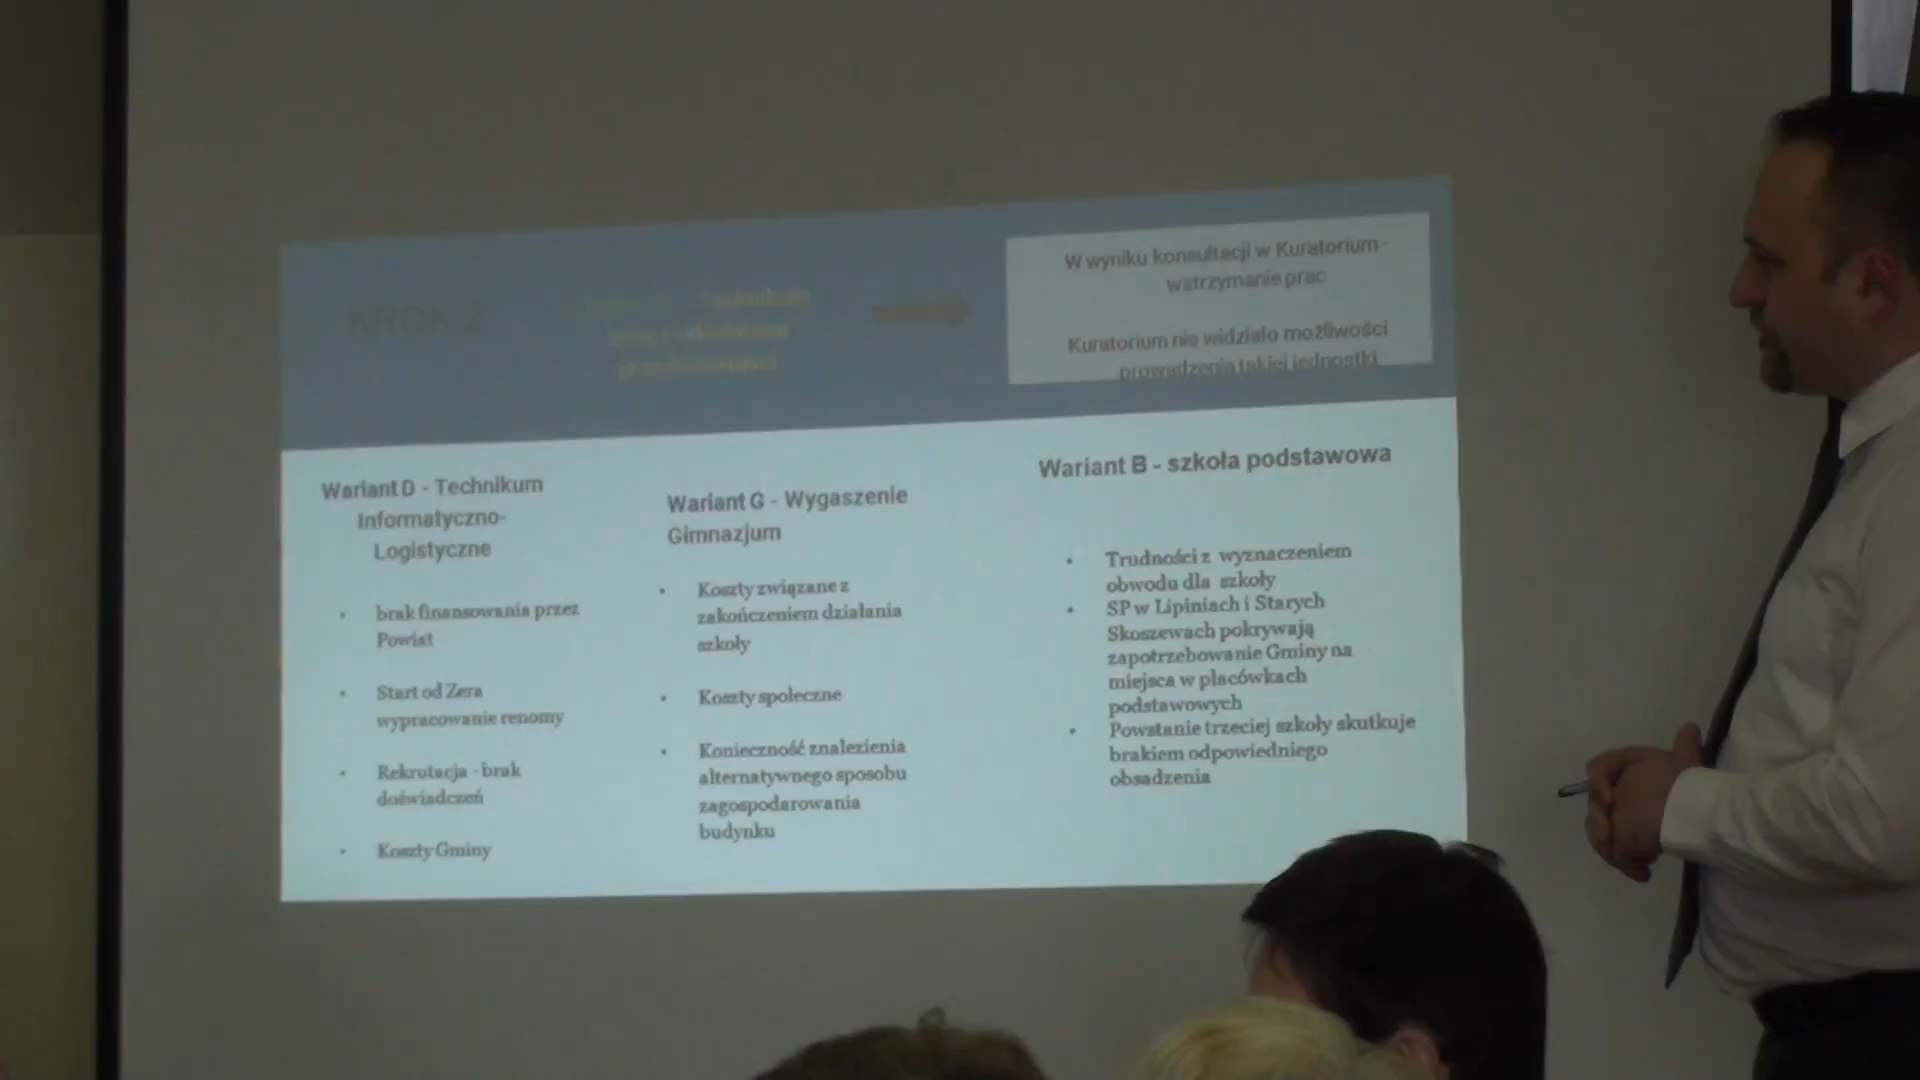 KROK 2
W wyniku konsultacji w Kuratorium -
wstrzymanie prac
Kuratorium nie widziało możliwości
prowadzenia takiej jednostki
Wariant D - Technikum
Informatyczno-
Logistyczne
• brak finansowania przez
Powiat
• Start od Zera
wypracowanie renomy
• Rekrutacja - brak
doświadczeń
• Koszty Gminy
Wariant G - Wygaszenie
Gimnazjum
• Koszty związane z
zakończeniem działania
szkoły
• Koszty społeczne
• Konieczność znalezienia
alternatywnego sposobu
zagospodarowania
budynku
Wariant B - szkoła podstawowa
• Trudności z wyznaczeniem
obwodu dla szkoły
• SP w Lipiniach i Starych
Skoszewach pokrywają
zapotrzebowanie Gminy na
miejsca w placówkach
podstawowych
• Powstanie trzeciej szkoły skutkuje
brakiem odpowiedniego
obsadzenia